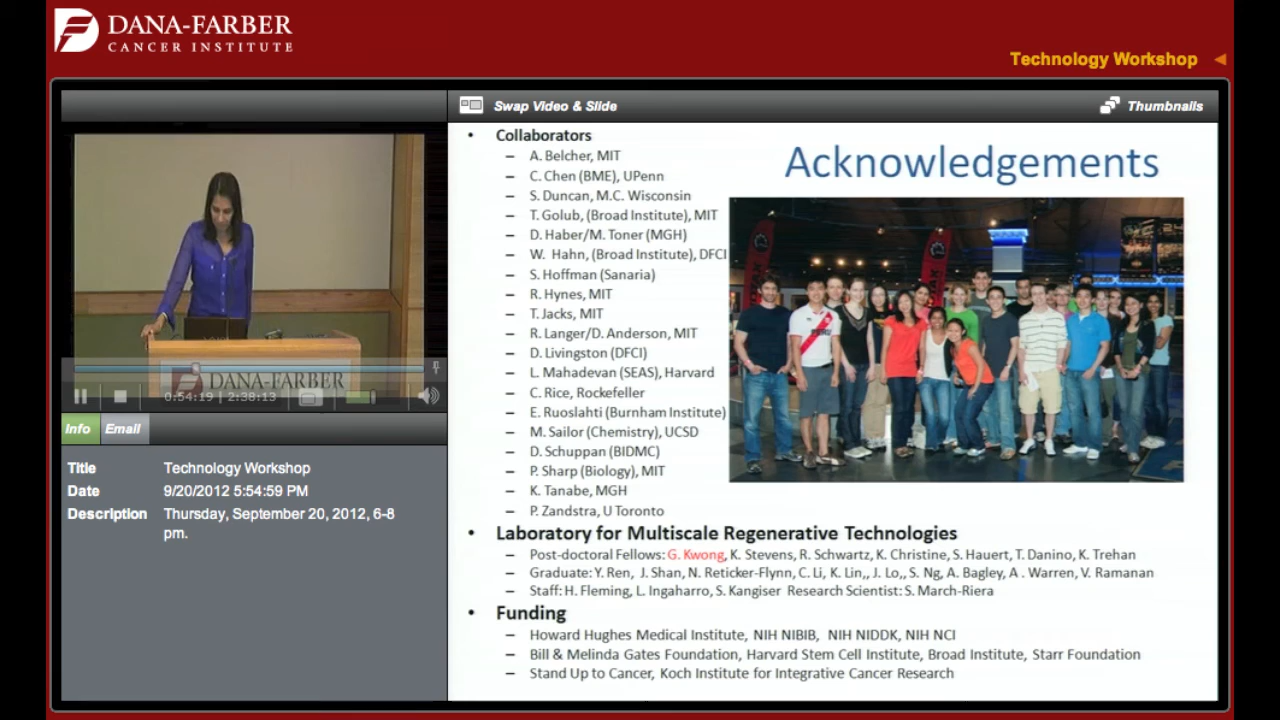 DANA-FARBER
CANCER INSTITUTE
Technology Workshop
Swap Video & Slide
Thumbnails
DANA-FARBER
0:54:19 | 2:38:13
Info
Email
Title Technology Workshop
Date 9/20/2012 5:54:59 PM
Description Thursday, September 20, 2012, 6-8
pm.
Acknowledgements
• Collaborators
– A. Belcher, MIT
– C. Chen (BME), UPenn
– S. Duncan, M.C. Wisconsin
– T. Golub, (Broad Institute), MIT
– D. Haber/M. Toner (MGH)
– W. Hahn, (Broad Institute), DFCI
– S. Hoffman (Sanaria)
– R. Hynes, MIT
– T. Jacks, MIT
– R. Langer/D. Anderson, MIT
– D. Livingston (DFCI)
– L. Mahadevan (SEAS), Harvard
– C. Rice, Rockefeller
– E. Ruoslahti (Burnham Institute)
– M. Sailor (Chemistry), UCSD
– D. Schuppan (BIDMC)
– P. Sharp (Biology), MIT
– K. Tanabe, MGH
– P. Zandstra, U Toronto
• Laboratory for Multiscale Regenerative Technologies
– Post-doctoral Fellows: G. Kwong, K. Stevens, R. Schwartz, K. Christine, S. Hauert, T. Danino, K. Trehan
– Graduate: Y. Ren, J. Shan, N. Reticker-Flynn, C. Li, K. Lin,, J. Lo,, S. Ng, A. Bagley, A . Warren, V. Ramanan
– Staff: H. Fleming, L. Ingaharro, S. Kangiser Research Scientist: S. March-Riera
• Funding
– Howard Hughes Medical Institute, NIH NIBIB, NIH NIDDK, NIH NCI
– Bill & Melinda Gates Foundation, Harvard Stem Cell Institute, Broad Institute, Starr Foundation
– Stand Up to Cancer, Koch Institute for Integrative Cancer Research